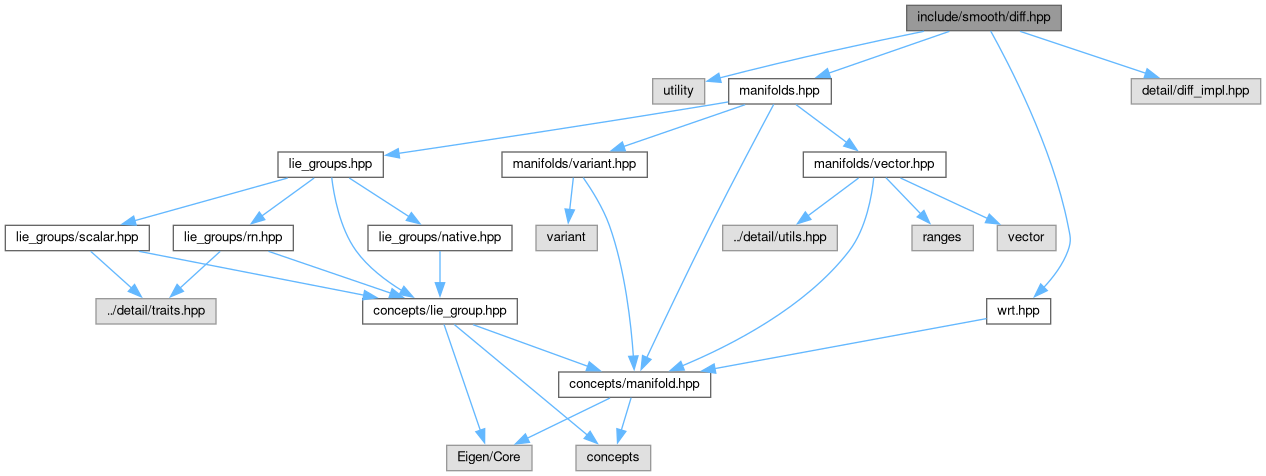 include/smooth/diff.hpp
utility
manifolds.hpp
detail/diff_impl.hpp
lie_groups.hpp
manifolds/variant.hpp
manifolds/vector.hpp
lie_groups/scalar.hpp
lie_groups/rn.hpp
lie_groups/native.hpp
variant
../detail/utils.hpp
ranges
vector
../detail/traits.hpp
concepts/lie_group.hpp
wrt.hpp
concepts/manifold.hpp
Eigen/Core
concepts